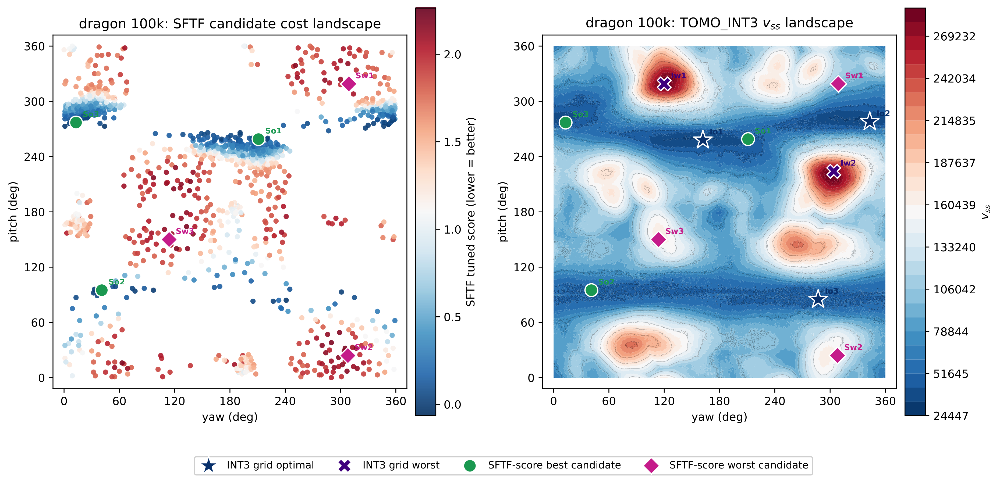 dragon 100k: SFTF candidate cost landscape
360
300
240
180
120
60
0
pitch (deg)
0 60 120 180 240 300 360
yaw (deg)
Sw1
So3
So1
Sw3
So2
Sw2
2.0
1.5
1.0
0.5
0.0
SFTF tuned score (lower = better)
dragon 100k: TOMO_INT3 vss landscape
360
300
240
180
120
60
0
pitch (deg)
0 60 120 180 240 300 360
yaw (deg)
Iw1
Sw1
So3
Io2
Io1
So1
Iw2
Sw3
So2
Io3
Sw2
269232
242034
214835
187637
160439
133240
106042
78844
51645
24447
vss
INT3 grid optimal
INT3 grid worst
SFTF-score best candidate
SFTF-score worst candidate